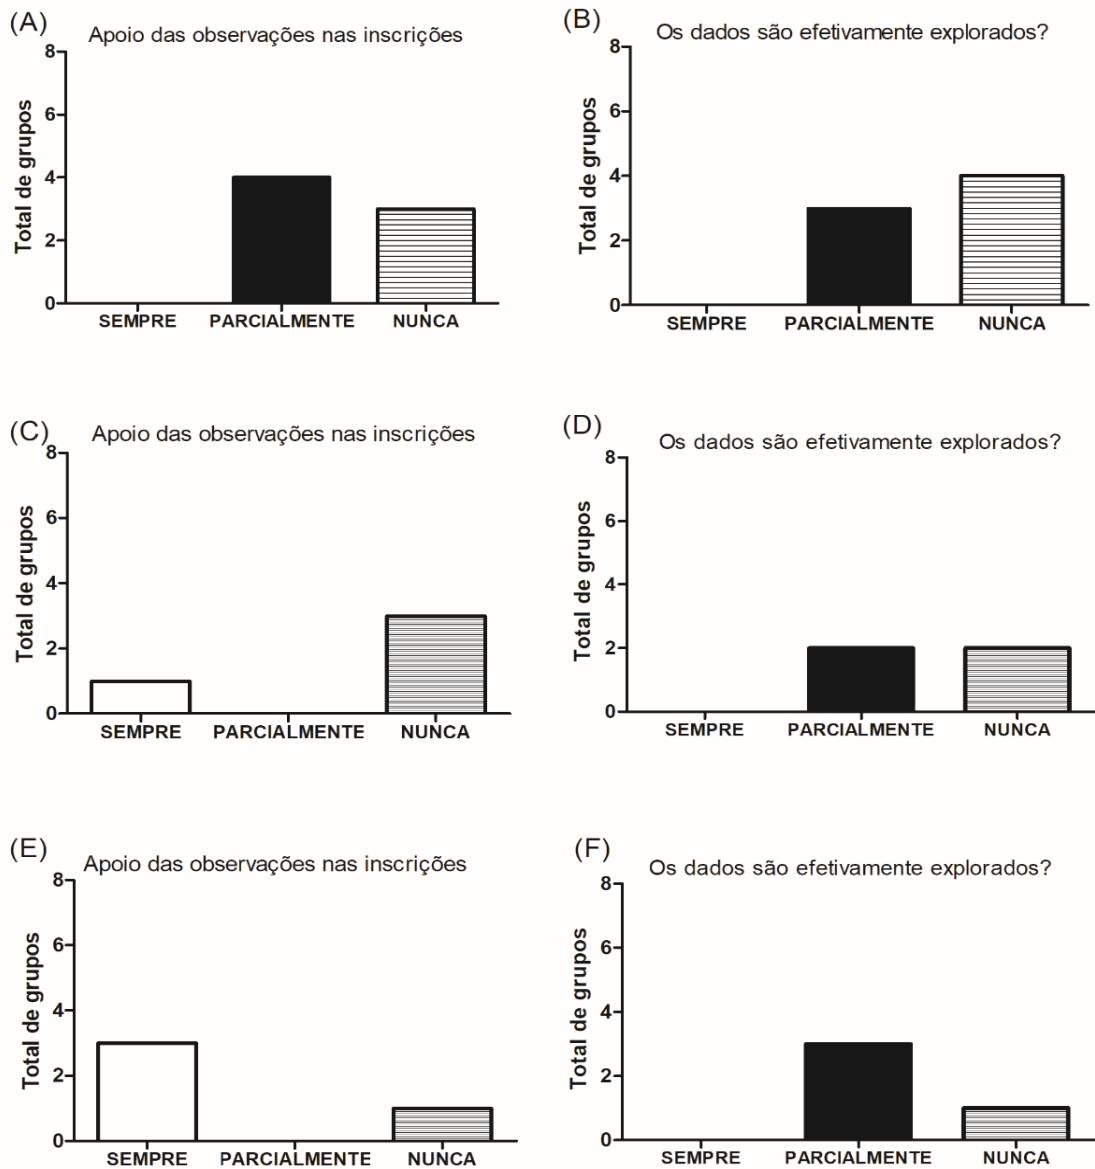 (A)
Apoio das observações nas inscrições
Total de grupos
8
6
4
2
0
SEMPRE PARCIALMENTE NUNCA
(B)
Os dados são efetivamente explorados?
Total de grupos
8
6
4
2
0
SEMPRE PARCIALMENTE NUNCA
(C)
Apoio das observações nas inscrições
Total de grupos
8
6
4
2
0
SEMPRE PARCIALMENTE NUNCA
(D)
Os dados são efetivamente explorados?
Total de grupos
8
6
4
2
0
SEMPRE PARCIALMENTE NUNCA
(E)
Apoio das observações nas inscrições
Total de grupos
8
6
4
2
0
SEMPRE PARCIALMENTE NUNCA
(F)
Os dados são efetivamente explorados?
Total de grupos
8
6
4
2
0
SEMPRE PARCIALMENTE NUNCA